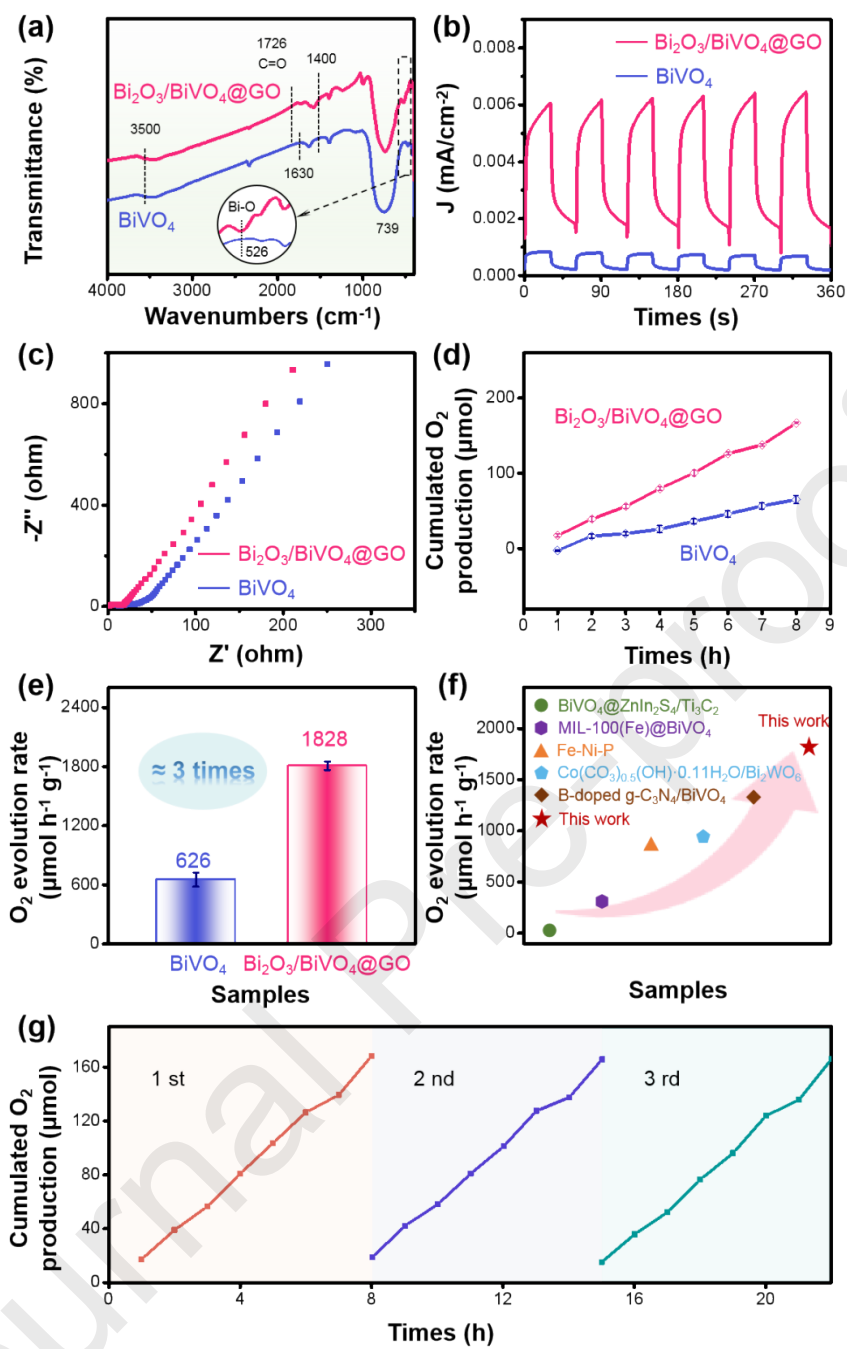 (a)
Transmittance (%)
1726
C=O
1400
Bi₂O₃/BiVO₄@GO
3500
1630
BiVO₄
Bi-O
526
739
4000 3000 2000 1000
Wavenumbers (cm⁻¹)
(b)
J (mA/cm⁻²)
0.008
0.006
0.004
0.002
0.000
Bi₂O₃/BiVO₄@GO
BiVO₄
0 90 180 270 360
Times (s)
(c)
-Z'' (ohm)
800
400
0
Bi₂O₃/BiVO₄@GO
BiVO₄
0 100 200 300
Z' (ohm)
(d)
Cumulated O₂
production (μmol)
200
100
0
Bi₂O₃/BiVO₄@GO
BiVO₄
0 1 2 3 4 5 6 7 8 9
Times (h)
(e)
O₂ evolution rate
(μmol h⁻¹ g⁻¹)
2400
1800
1200
600
0
≈ 3 times
626
1828
BiVO₄ Bi₂O₃/BiVO₄@GO
Samples
(f)
O₂ evolution rate
(μmol h⁻¹ g⁻¹)
2000
1500
1000
500
0
BiVO₄@ZnIn₂S₄/Ti₃C₂
MIL-100(Fe)@BiVO₄
Fe-Ni-P
Co(CO₃)₀.₅(OH)·0.11H₂O/Bi₂WO₆
B-doped g-C₃N₄/BiVO₄
This work
This work
Samples
(g)
Cumulated O₂
production (μmol)
160
120
80
40
0
1 st
2 nd
3 rd
0 4 8 12 16 20
Times (h)
urnal Pre-proo